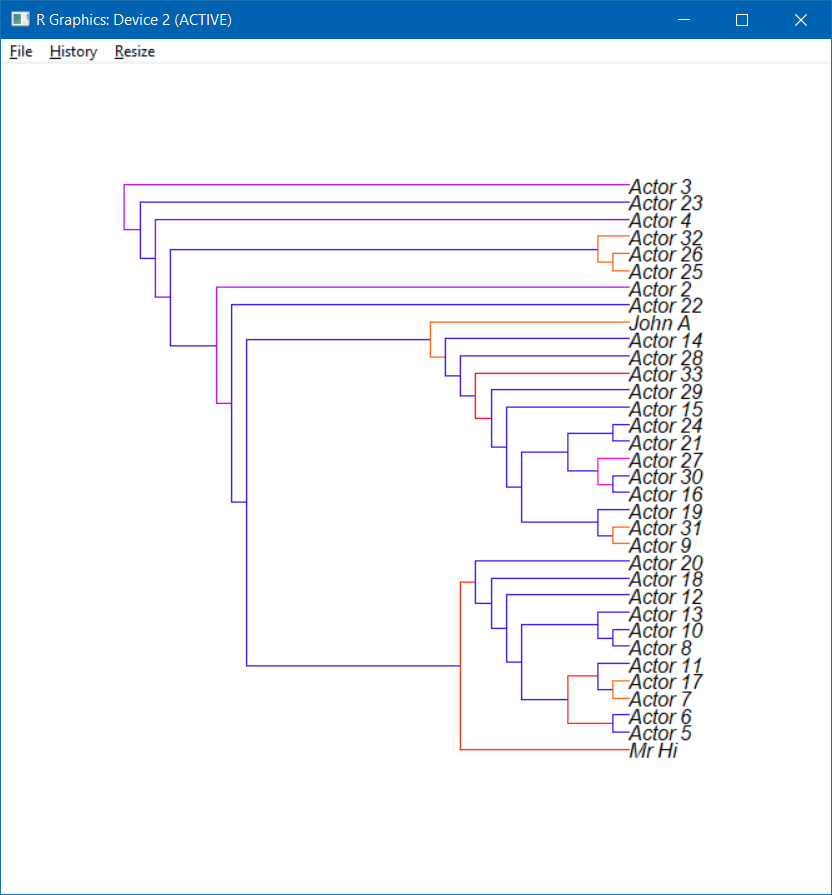 R Graphics: Device 2 (ACTIVE)
File History Resize
Actor 3
Actor 23
Actor 4
Actor 32
Actor 26
Actor 25
Actor 2
Actor 22
John A
Actor 14
Actor 28
Actor 33
Actor 29
Actor 15
Actor 24
Actor 21
Actor 27
Actor 30
Actor 16
Actor 19
Actor 31
Actor 9
Actor 20
Actor 18
Actor 12
Actor 13
Actor 10
Actor 8
Actor 11
Actor 17
Actor 7
Actor 6
Actor 5
Mr Hi